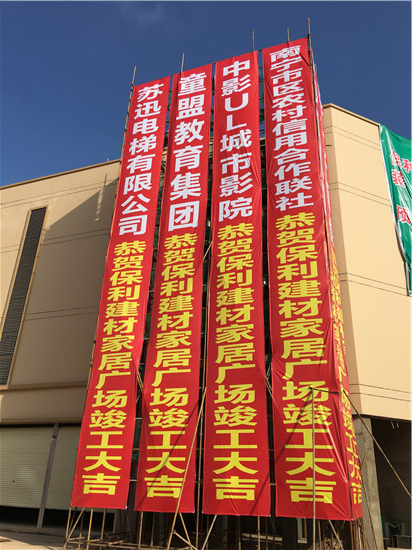 苏迅电梯有限公司 恭贺保利建材家居广场竣工大吉
童盟教育集团 恭贺保利建材家居广场竣工大吉
中影UL城市影院 恭贺保利建材家居广场竣工大吉
南宁市区农村信用合作联社 恭贺保利建材家居广场竣工大吉